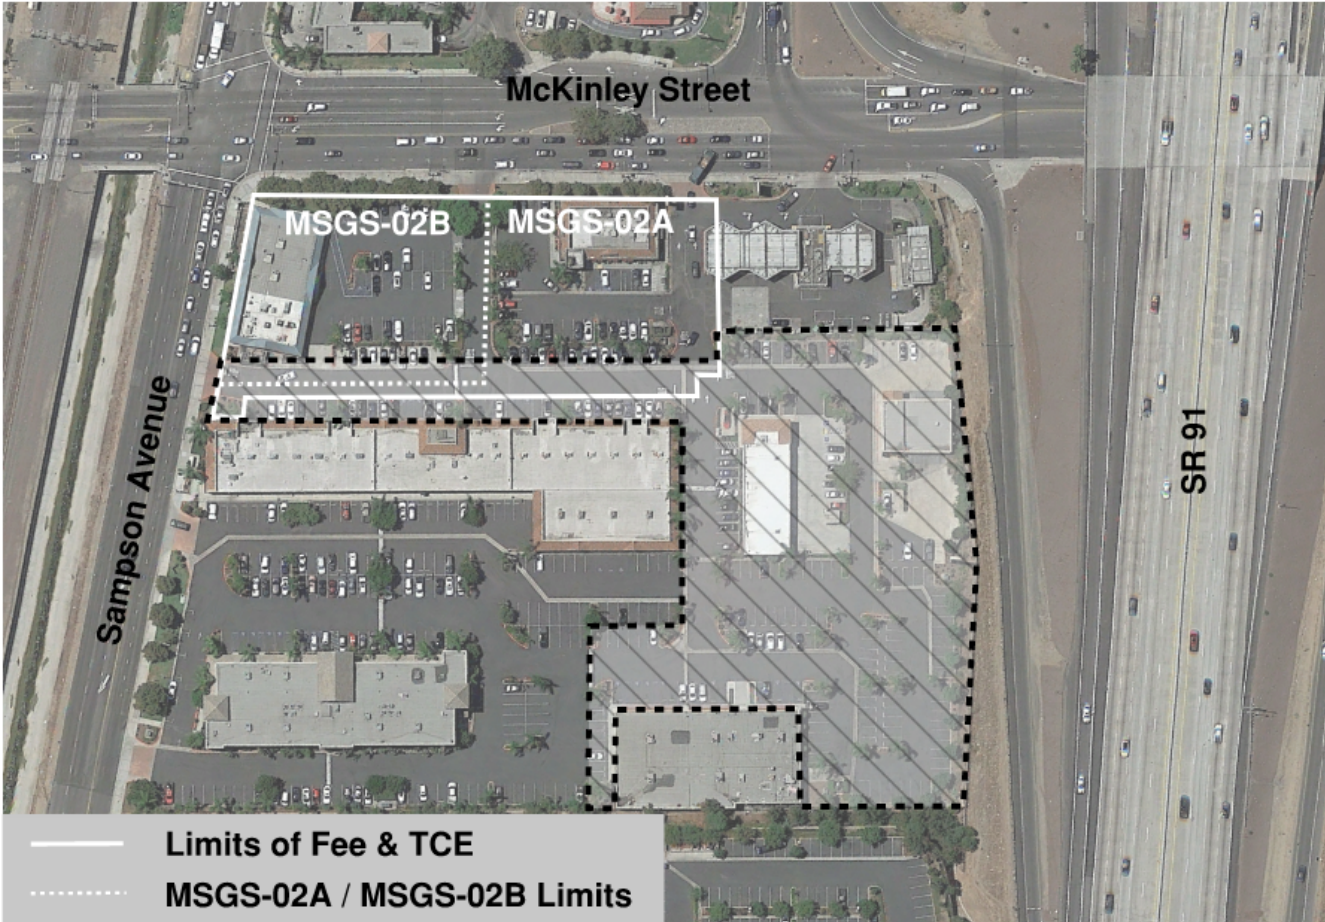 McKinley Street
MSGS-02B
MSGS-02A
Sampson Avenue
SR 91
Limits of Fee & TCE
MSGS-02A / MSGS-02B Limits